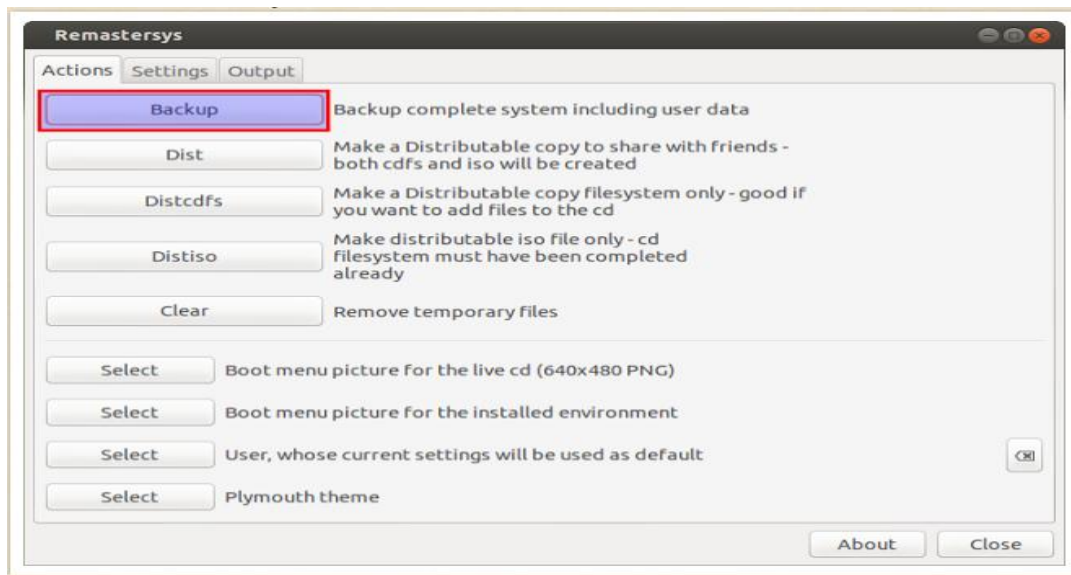 Remastersys
Actions Settings Output
Backup Backup complete system including user data
Dist Make a Distributable copy to share with friends -
both cdfs and iso will be created
Distcdfs Make a Distributable copy filesystem only - good if
you want to add files to the cd
Distiso Make distributable iso file only - cd
filesystem must have been completed
already
Clear Remove temporary files
Select Boot menu picture for the live cd (640x480 PNG)
Select Boot menu picture for the installed environment
Select User, whose current settings will be used as default
Select Plymouth theme
About Close